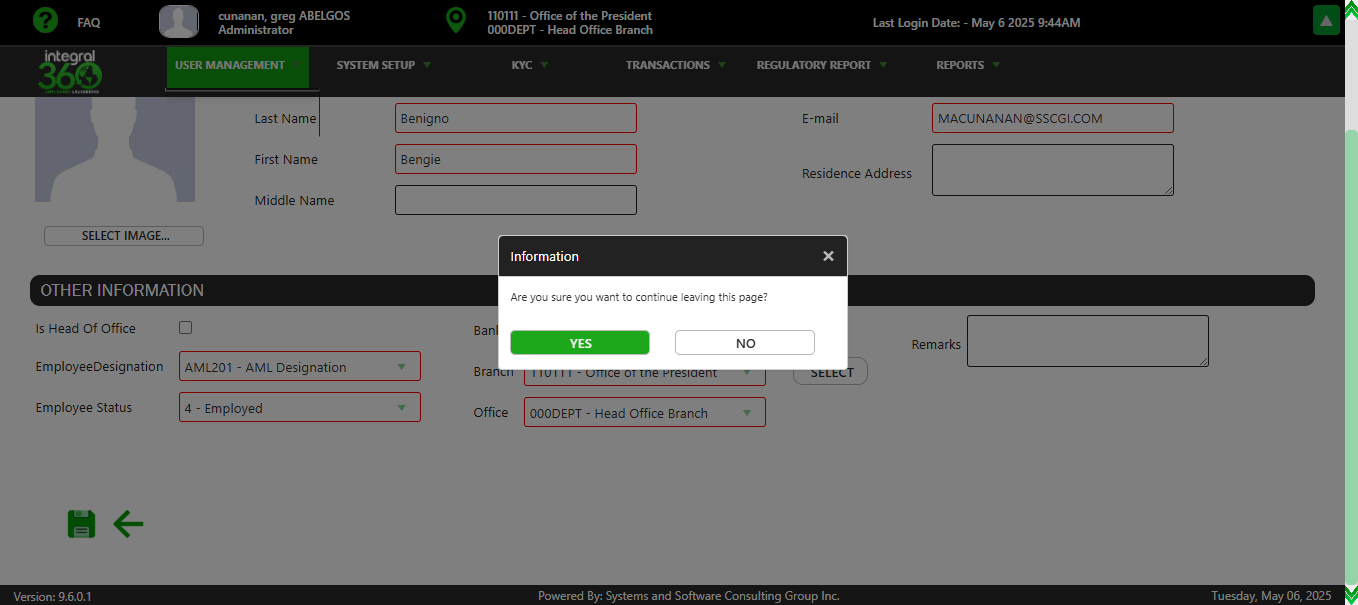 FAQ
cunanan, greg ABELGOS
Administrator
110111 - Office of the President
000DEPT - Head Office Branch
Last Login Date: - May 6 2025 9:44AM
integral
360
USER MANAGEMENT
SYSTEM SETUP
KYC
TRANSACTIONS
REGULATORY REPORT
REPORTS
Last Name
Benigno
E-mail
MACUNANAN@SSCGI.COM
First Name
Bengie
Residence Address
Middle Name
SELECT IMAGE...
Information
Are you sure you want to continue leaving this page?
YES
NO
OTHER INFORMATION
Is Head Of Office
Bank
Remarks
EmployeeDesignation
AML201 - AML Designation
Branch
110111 - Office of the President
SELECT
Employee Status
4 - Employed
Office
000DEPT - Head Office Branch
Version: 9.6.0.1
Powered By: Systems and Software Consulting Group Inc.
Tuesday, May 06, 2025